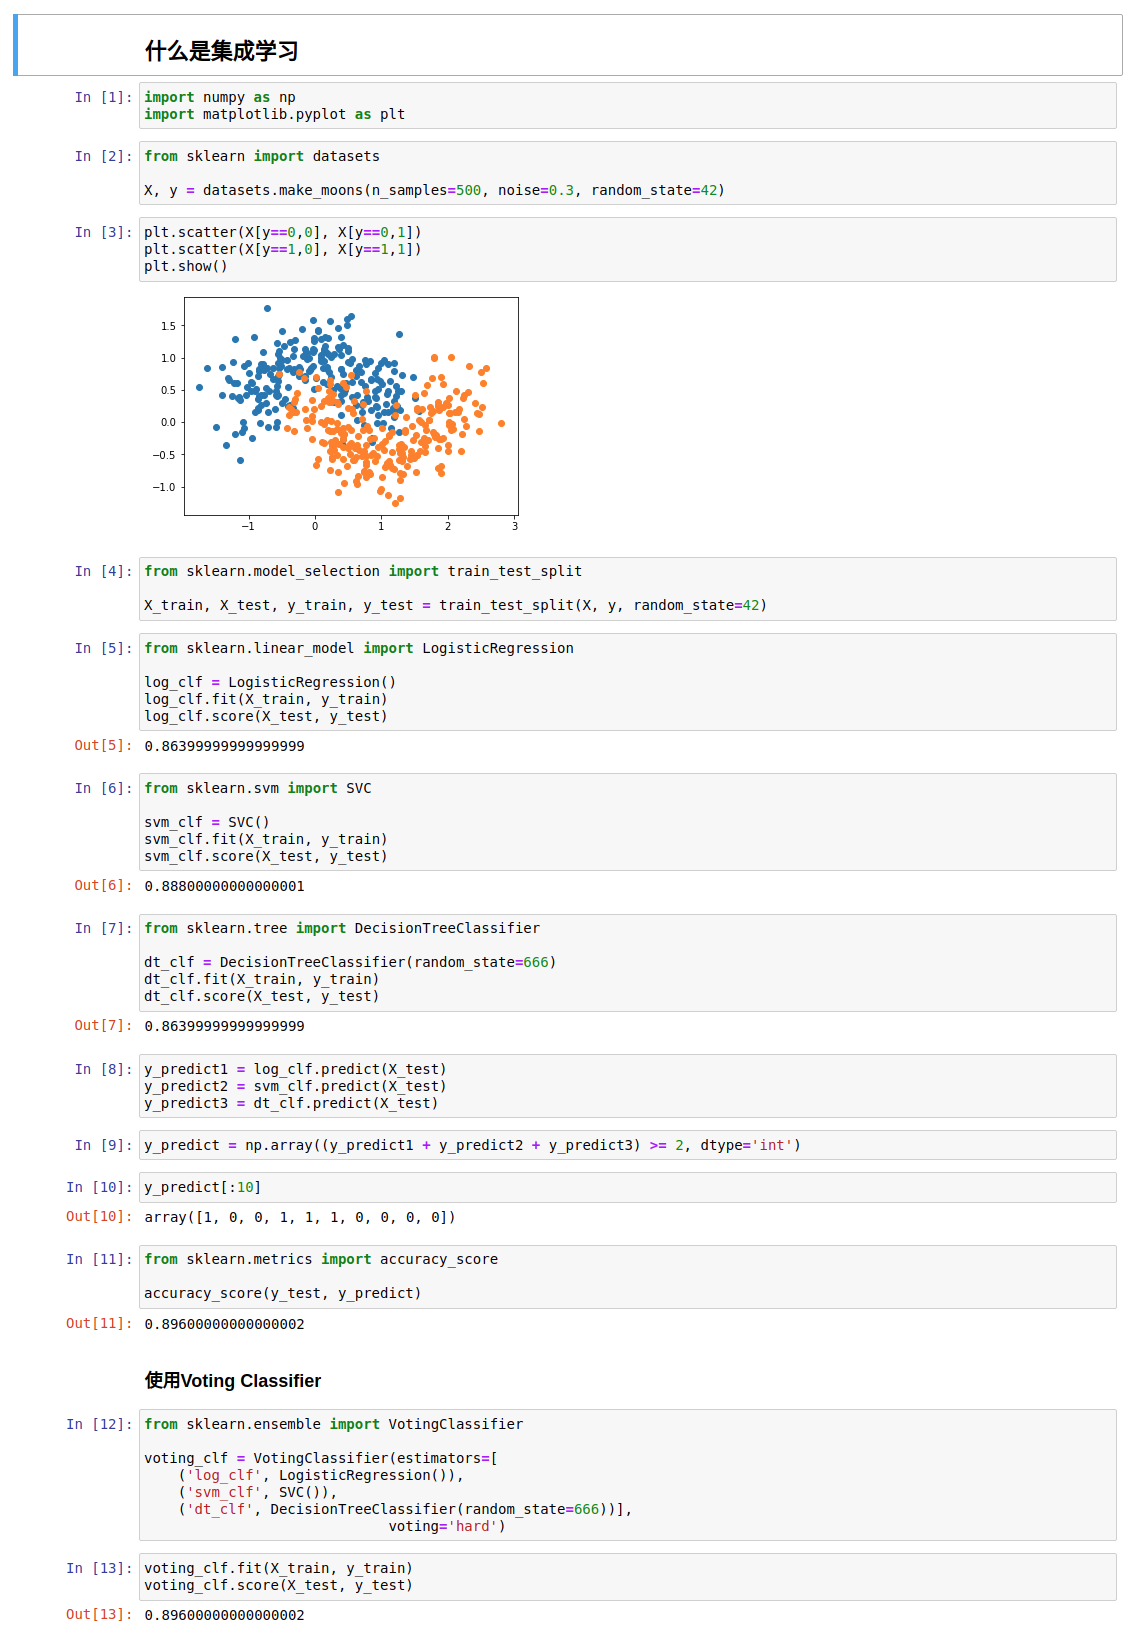 什么是集成学习
In [1]: import numpy as np
import matplotlib.pyplot as plt
In [2]: from sklearn import datasets
X, y = datasets.make_moons(n_samples=500, noise=0.3, random_state=42)
In [3]: plt.scatter(X[y==0,0], X[y==0,1])
plt.scatter(X[y==1,0], X[y==1,1])
plt.show()
1.5
1.0
0.5
0.0
−0.5
−1.0
−1 0 1 2 3
In [4]: from sklearn.model_selection import train_test_split
X_train, X_test, y_train, y_test = train_test_split(X, y, random_state=42)
In [5]: from sklearn.linear_model import LogisticRegression
log_clf = LogisticRegression()
log_clf.fit(X_train, y_train)
log_clf.score(X_test, y_test)
Out[5]: 0.86399999999999999
In [6]: from sklearn.svm import SVC
svm_clf = SVC()
svm_clf.fit(X_train, y_train)
svm_clf.score(X_test, y_test)
Out[6]: 0.88800000000000001
In [7]: from sklearn.tree import DecisionTreeClassifier
dt_clf = DecisionTreeClassifier(random_state=666)
dt_clf.fit(X_train, y_train)
dt_clf.score(X_test, y_test)
Out[7]: 0.86399999999999999
In [8]: y_predict1 = log_clf.predict(X_test)
y_predict2 = svm_clf.predict(X_test)
y_predict3 = dt_clf.predict(X_test)
In [9]: y_predict = np.array((y_predict1 + y_predict2 + y_predict3) >= 2, dtype='int')
In [10]: y_predict[:10]
Out[10]: array([1, 0, 0, 1, 1, 1, 0, 0, 0, 0])
In [11]: from sklearn.metrics import accuracy_score
accuracy_score(y_test, y_predict)
Out[11]: 0.89600000000000002
使用Voting Classifier
In [12]: from sklearn.ensemble import VotingClassifier
voting_clf = VotingClassifier(estimators=[
('log_clf', LogisticRegression()),
('svm_clf', SVC()),
('dt_clf', DecisionTreeClassifier(random_state=666))],
voting='hard')
In [13]: voting_clf.fit(X_train, y_train)
voting_clf.score(X_test, y_test)
Out[13]: 0.89600000000000002